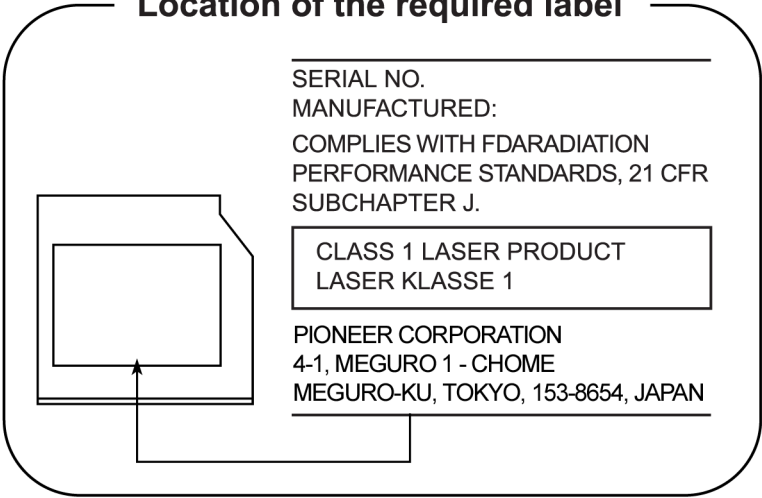 Location of the required label
SERIAL NO.
MANUFACTURED:
COMPLIES WITH FDARADIATION
PERFORMANCE STANDARDS, 21 CFR
SUBCHAPTER J.
CLASS 1 LASER PRODUCT
LASER KLASSE 1
PIONEER CORPORATION
4-1, MEGURO 1 - CHOME
MEGURO-KU, TOKYO, 153-8654, JAPAN